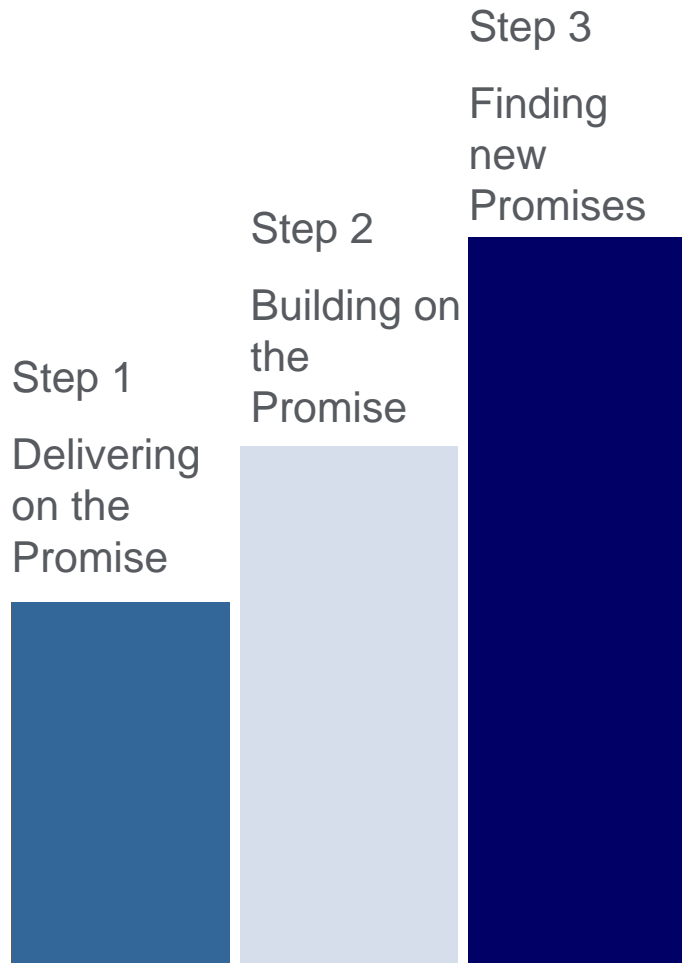 Step 1
Delivering
on the
Promise
Step 2
Building on
the
Promise
Step 3
Finding
new
Promises